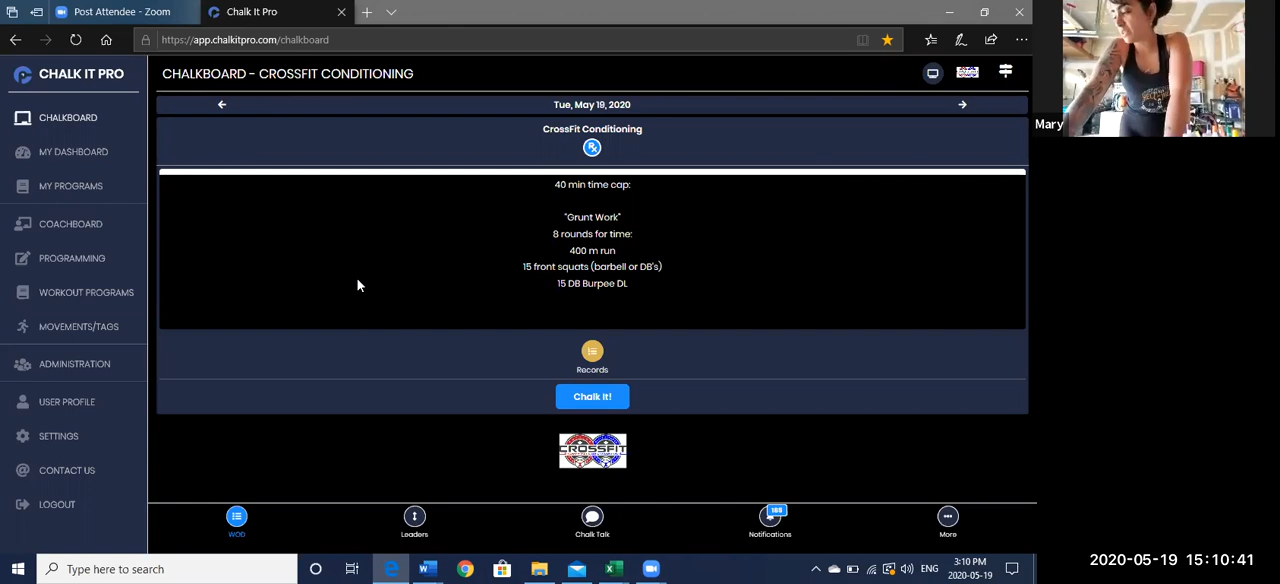 Post Attendee - Zoom
Chalk It Pro
https://app.chalkitpro.com/chalkboard
CHALK IT PRO
CHALKBOARD - CROSSFIT CONDITIONING
Mary
CHALKBOARD
MY DASHBOARD
MY PROGRAMS
COACHBOARD
PROGRAMMING
WORKOUT PROGRAMS
MOVEMENTS/TAGS
ADMINISTRATION
USER PROFILE
SETTINGS
CONTACT US
LOGOUT
Tue, May 19, 2020
CrossFit Conditioning
Rx
40 min time cap:
"Grunt Work"
8 rounds for time:
400 m run
15 front squats (barbell or DB's)
15 DB Burpee DL
Records
Chalk It!
CROSSFIT
WOD
Leaders
Chalk Talk
Notifications
More
Type here to search
ENG
3:10 PM
2020-05-19
2020-05-19 15:10:41